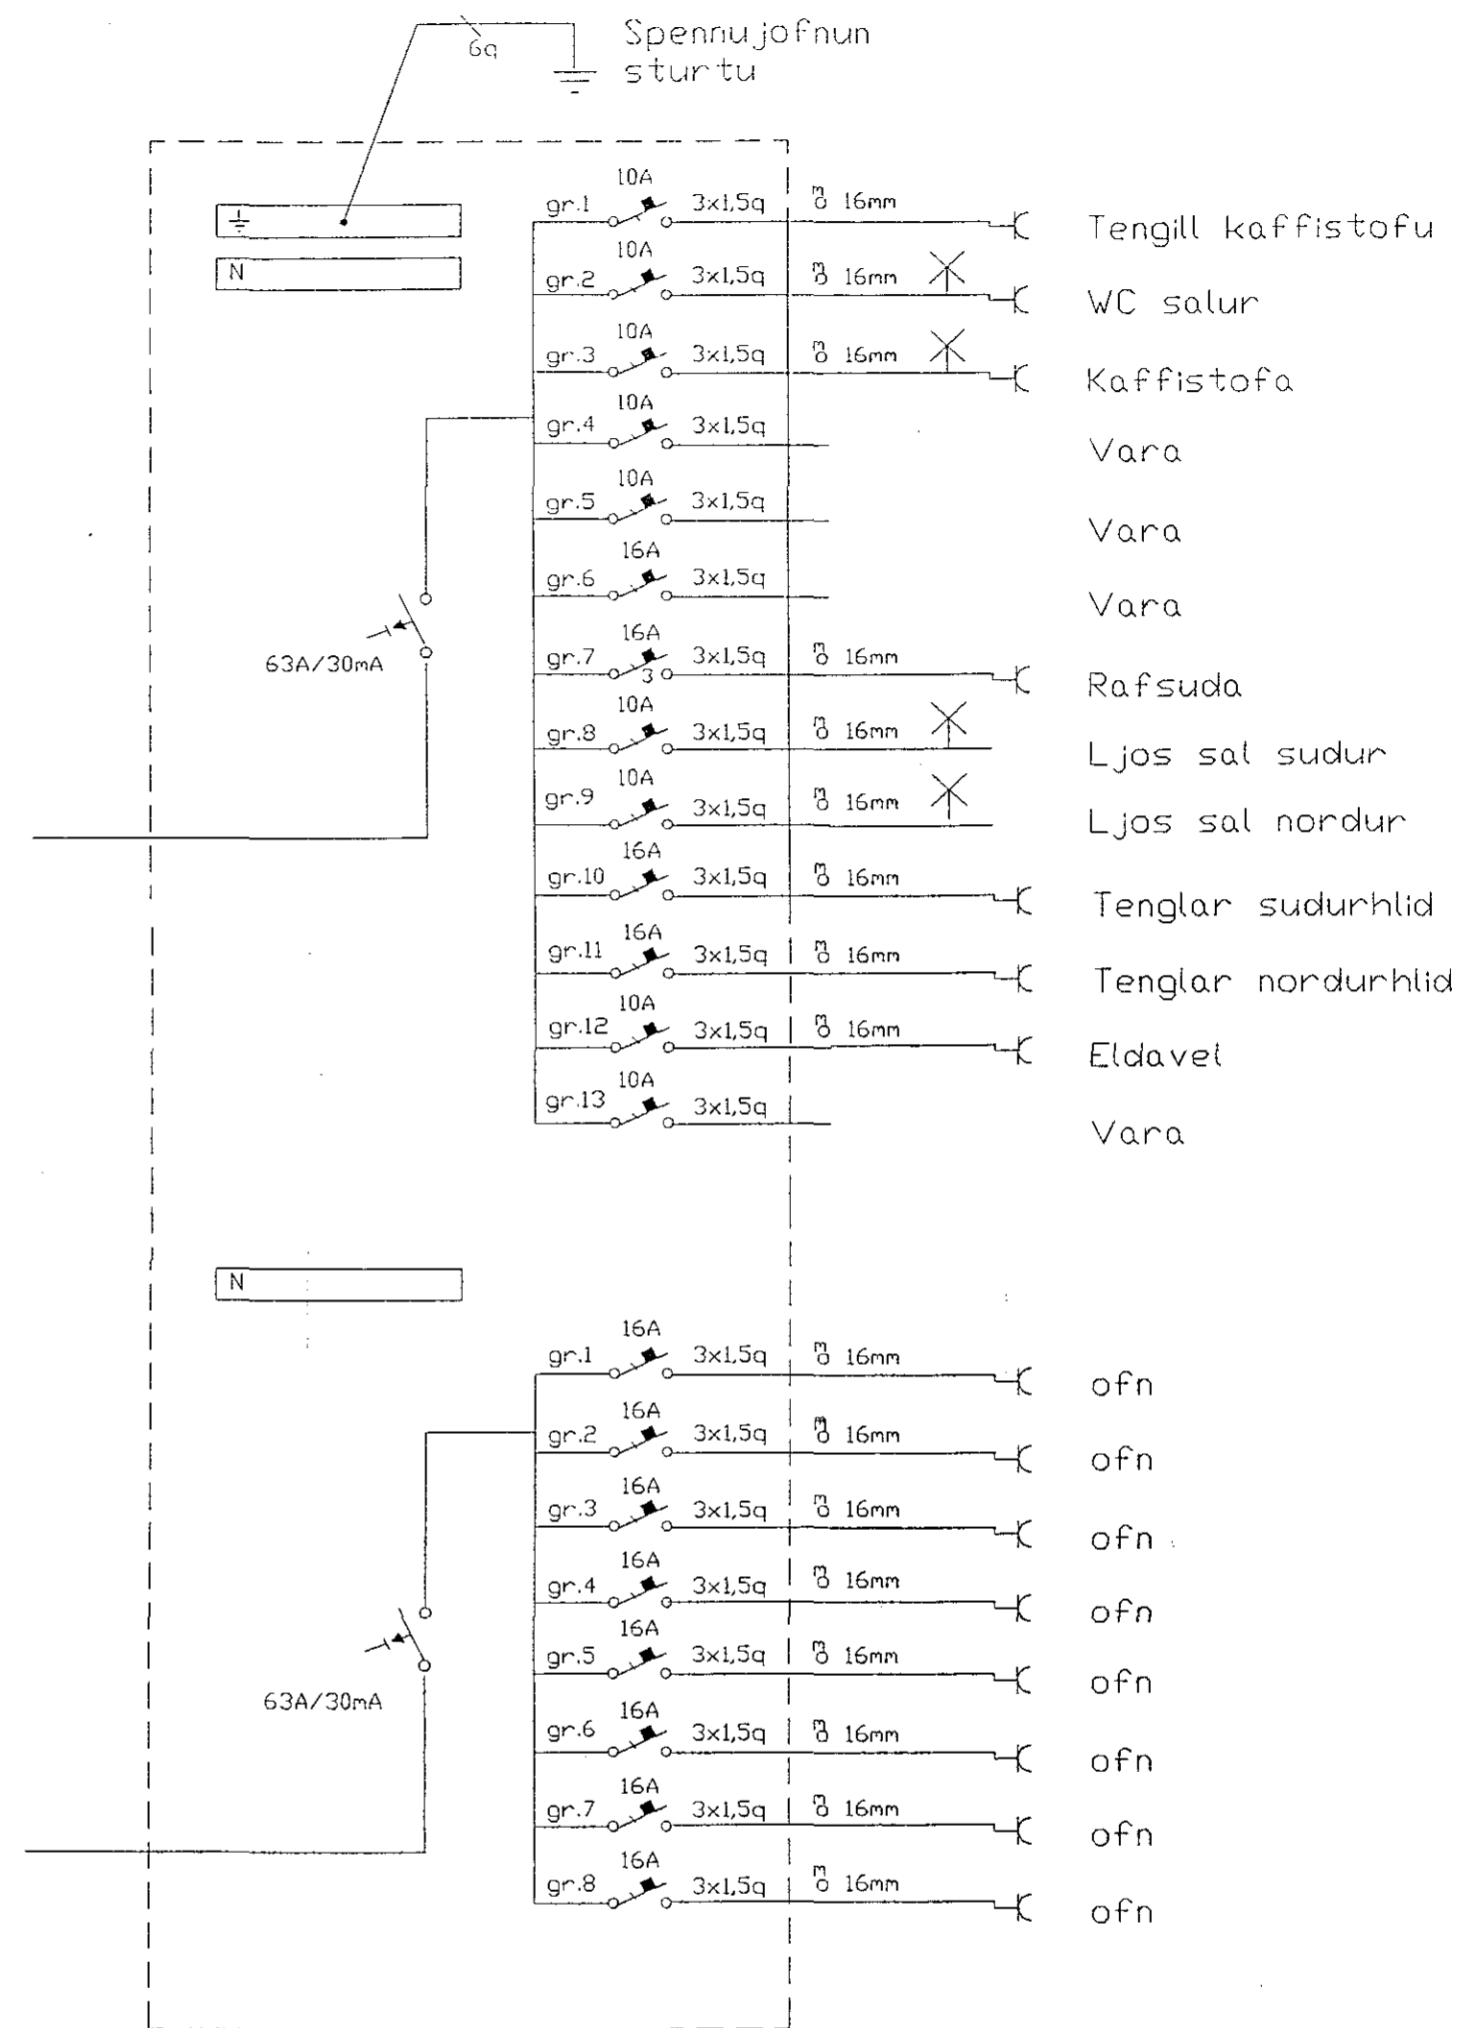 6q
Spennujofnun
sturtu
N
gr.1 10A 3x1,5q 16mm Tengill kaffistofu
gr.2 10A 3x1,5q 16mm WC salur
gr.3 10A 3x1,5q 16mm Kaffistofa
gr.4 10A 3x1,5q Vara
gr.5 10A 3x1,5q Vara
gr.6 16A 3x1,5q Vara
gr.7 16A 3 3x1,5q 16mm Rafsuda
gr.8 10A 3x1,5q 16mm Ljos sal sudur
gr.9 10A 3x1,5q 16mm Ljos sal nordur
gr.10 16A 3x1,5q 16mm Tenglar sudurhlid
gr.11 16A 3x1,5q 16mm Tenglar nordurhlid
gr.12 10A 3x1,5q 16mm Eldavel
gr.13 10A 3x1,5q Vara
63A/30mA
N
gr.1 16A 3x1,5q 16mm ofn
gr.2 16A 3x1,5q 16mm ofn
gr.3 16A 3x1,5q 16mm ofn
gr.4 16A 3x1,5q 16mm ofn
gr.5 16A 3x1,5q 16mm ofn
gr.6 16A 3x1,5q 16mm ofn
gr.7 16A 3x1,5q 16mm ofn
gr.8 16A 3x1,5q 16mm ofn
63A/30mA